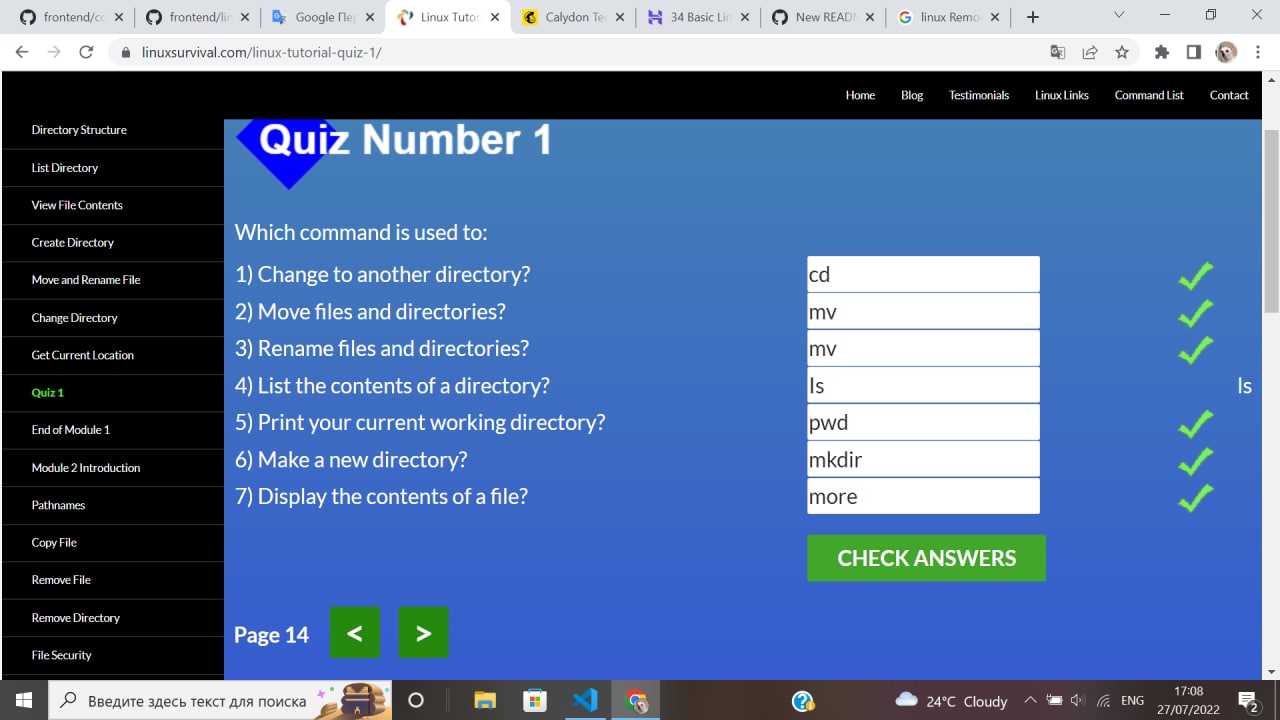 frontend/co
frontend/lin
Google Пер
Linux Tutor
Calydon Tec
34 Basic Lin
New READM
linux Remov
linuxsurvival.com/linux-tutorial-quiz-1/
Home Blog Testimonials Linux Links Command List Contact
Directory Structure
List Directory
View File Contents
Create Directory
Move and Rename File
Change Directory
Get Current Location
Quiz 1
End of Module 1
Module 2 Introduction
Pathnames
Copy File
Remove File
Remove Directory
File Security
Quiz Number 1
Which command is used to:
1) Change to another directory? cd
2) Move files and directories? mv
3) Rename files and directories? mv
4) List the contents of a directory? Is ls
5) Print your current working directory? pwd
6) Make a new directory? mkdir
7) Display the contents of a file? more
CHECK ANSWERS
Page 14 < >
Введите здесь текст для поиска
24°C Cloudy
ENG
17:08
27/07/2022
2